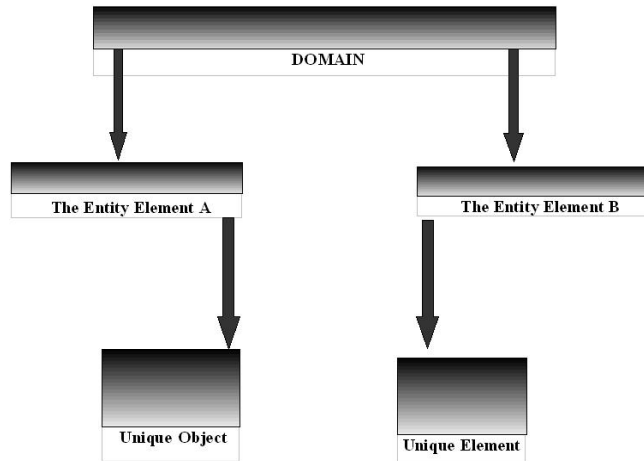 DOMAIN
The Entity Element A
The Entity Element B
Unique Object
Unique Element